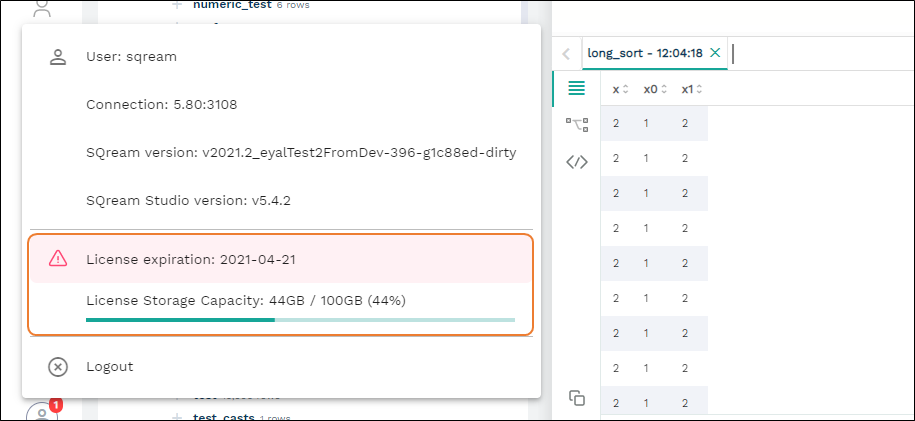 numeric_test 6 rows
User: sqream
Connection: 5.80:3108
SQream version: v2021.2_eyalTest2FromDev-396-g1c88ed-dirty
SQream Studio version: v5.4.2
License expiration: 2021-04-21
License Storage Capacity: 44GB / 100GB (44%)
Logout
1
test_casts 1 rows
long_sort - 12:04:18
x x0 x1
2 1 2
2 1 2
2 1 2
2 1 2
2 1 2
2 1 2
2 1 2
2 1 2
2 1 2